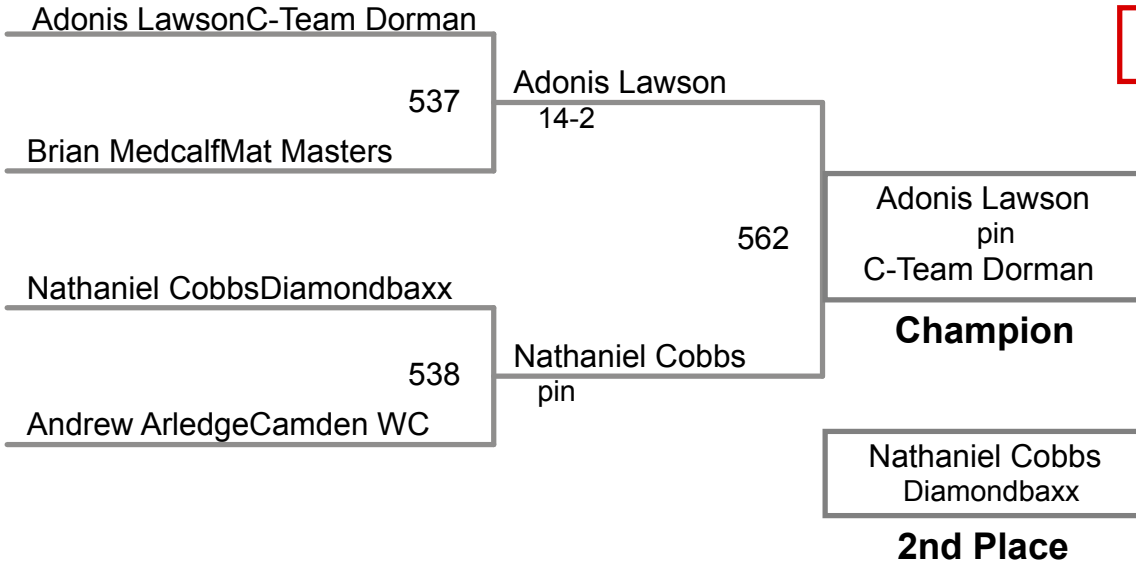 Adonis LawsonC-Team Dorman
537
Adonis Lawson
14-2
Brian MedcalfMat Masters
562
Adonis Lawson
pin
C-Team Dorman
Champion
Nathaniel CobbsDiamondbaxx
538
Nathaniel Cobbs
pin
Andrew ArledgeCamden WC
Nathaniel Cobbs
Diamondbaxx
2nd Place